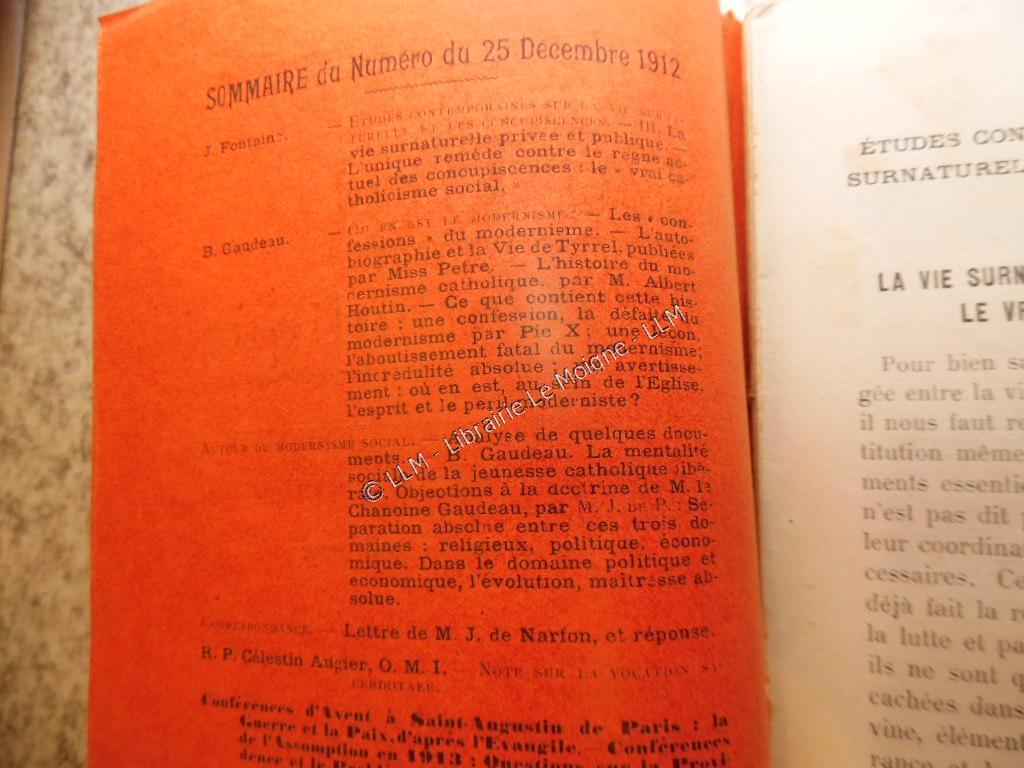 SOMMAIRE du Numéro du 25 Décembre 1912
J. Fontaine. — ÉTUDES CONTEMPORAINES SUR LA VIE SURNA-
TURELLE ET LES CONCUPISCENCES. — III. La
vie surnaturelle privée et publique. —
L'unique remède contre le règne ac-
tuel des concupiscences : le « vrai ca-
tholicisme social. »
B. Gaudeau. — OU EN EST LE MODERNISME. — Les « con-
fessions » du modernisme. — L'auto-
biographie et la Vie de Tyrrel, publiées
par Miss Petre. — L'histoire du mo-
dernisme catholique, par M. Albert
Houtin. — Ce que contient cette his-
toire : une confession, la défaite du
modernisme par Pie X ; une leçon,
l'aboutissement fatal du modernisme,
l'incrédulité absolue ; avertisse-
ment : où en est, au sein de l'Eglise,
l'esprit et le péril moderniste ?
AUTOUR DU MODERNISME SOCIAL. — Analyse de quelques docu-
ments. — B. Gaudeau. La mentalité
sociale de la jeunesse catholique libé-
rale. Objections à la doctrine de M. le
Chanoine Gaudeau, par M. J. DE P. : Sé-
paration absolue entre ces trois do-
maines : religieux, politique, écono-
mique. Dans le domaine politique et
économique, l'évolution, maîtresse ab-
solue.
CORRESPONDANCE. — Lettre de M. J. de Narfon, et réponse.
R. P. Célestin Augier, O. M. I. — NOTE SUR LA VOCATION SA-
CERDOTALE.
Conférences d'Avent à Saint-Augustin de Paris : la
Guerre et la Paix, d'après l'Evangile. — Conférences
de l'Assomption en 1913 : Questions sur la Provi-
dence et le
© LLM - Librairie Le Moigne - LLM
ÉTUDES CON
SURNATUREL
LA VIE SURN
LE VR
Pour bien sa
gée entre la vi
il nous faut re
titution même
ments essentie
n'est pas dit
leur coordina
cessaires. Ce
déjà fait la r
la lutte et pa
ils ne sont q
cachées dans
vine, élément
rance et